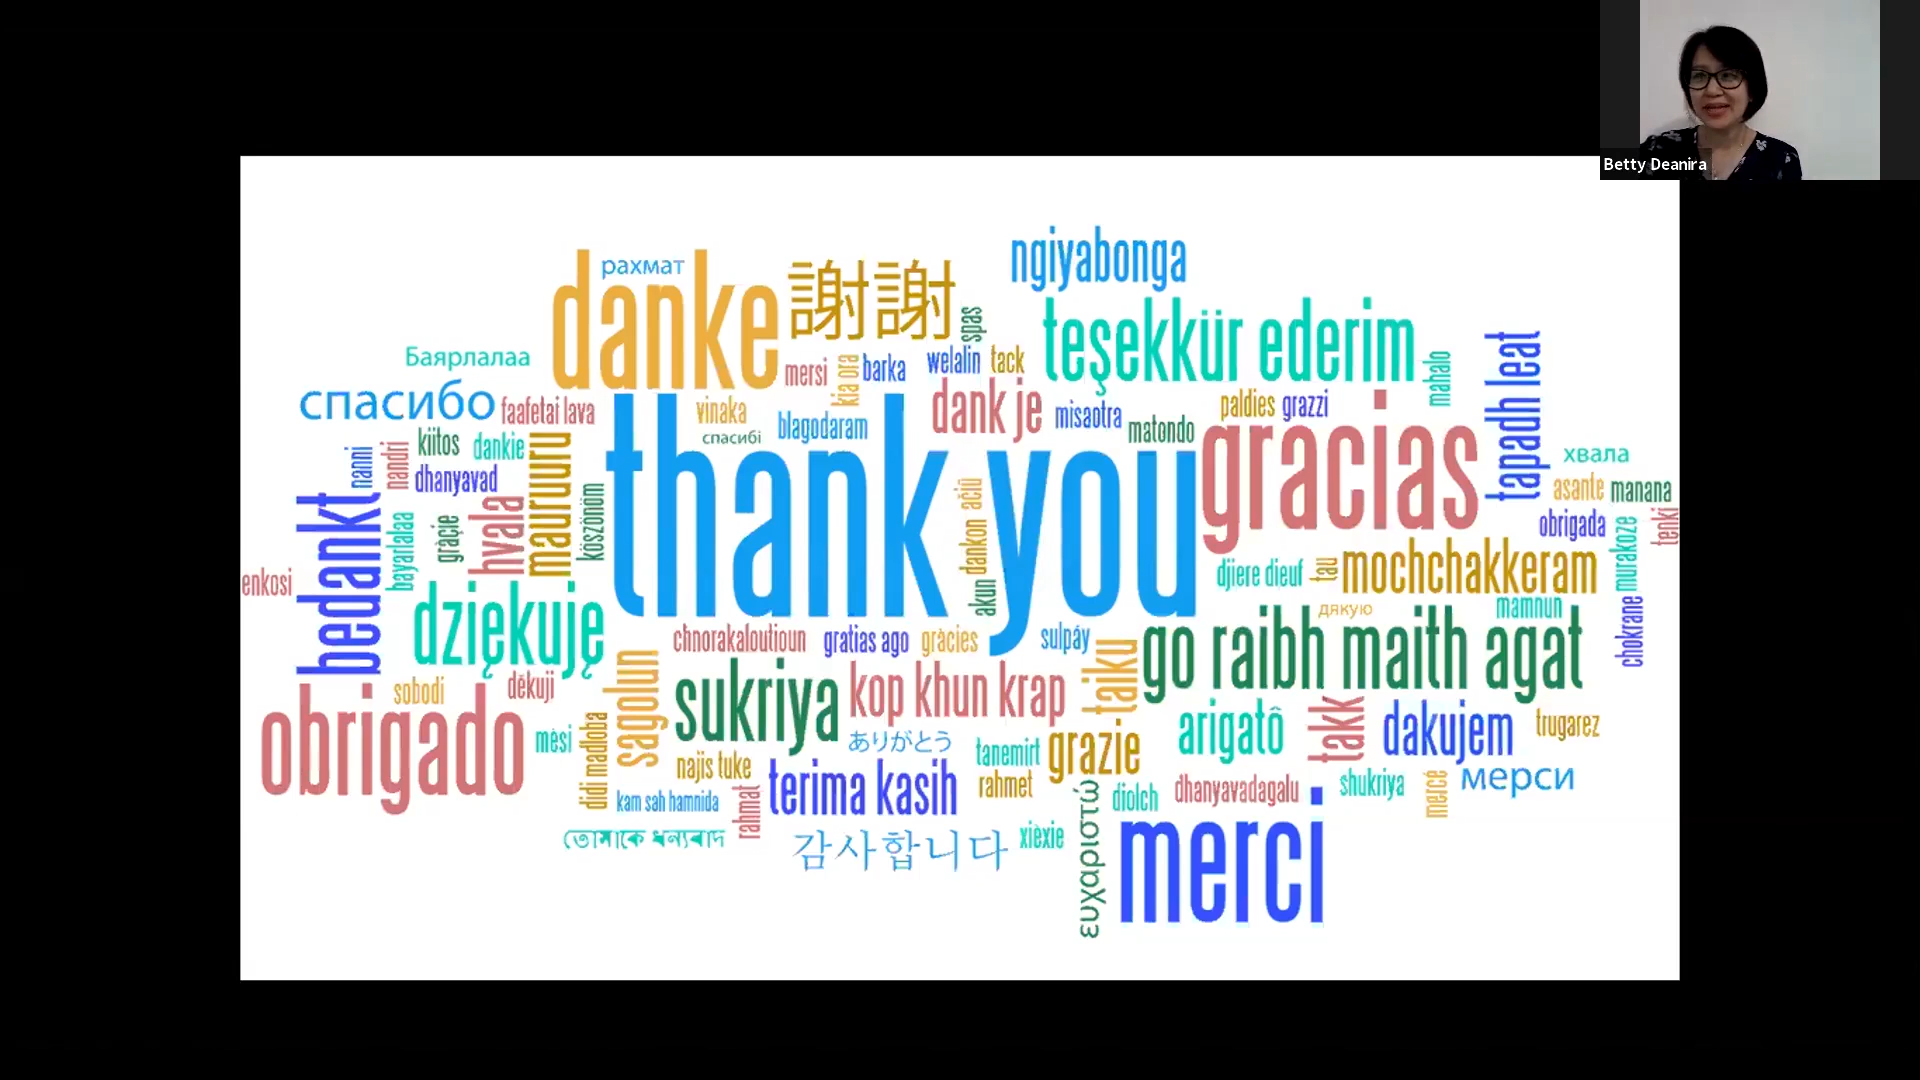 Betty Deanira
ngiyabonga
danke
рахмат
謝謝
spas
teşekkür ederim
Баярлалаа
mersi
kia ora
barka
welalin
tack
mahalo
tapadh leat
спасибо
faafetai lava
vinaka
спасибі
blagodaram
dank je
misaotra
matondo
paldies
grazzi
gracias
хвала
nanni
nandri
kiitos
dankie
dhanyavad
mauruuru
köszönöm
thank you
ačiū
dankon
akun
asante
manana
obrigada
tenki
bedankt
bayarlalaa
gràçie
hvala
djiere dieuf
tau
mochchakkeram
murakoze
enkosi
dziękuję
chnorakaloutioun
gratias ago
gràcies
sulpáy
дякую
mamnun
chokrane
go raibh maith agat
taiku
sobodi
děkuji
sagolun
sukriya
kop khun krap
obrigado
mèsi
didi madloba
ありがとう
tanemirt
grazie
arigatô
takk
dakujem
trugarez
najis tuke
terima kasih
rahmet
diolch
dhanyavadagalu
shukriya
mercé
мерси
kam sah hamnida
rahmat
তোমাকে ধন্যবাদ
감사합니다
xièxie
ευχαριστώ
merci